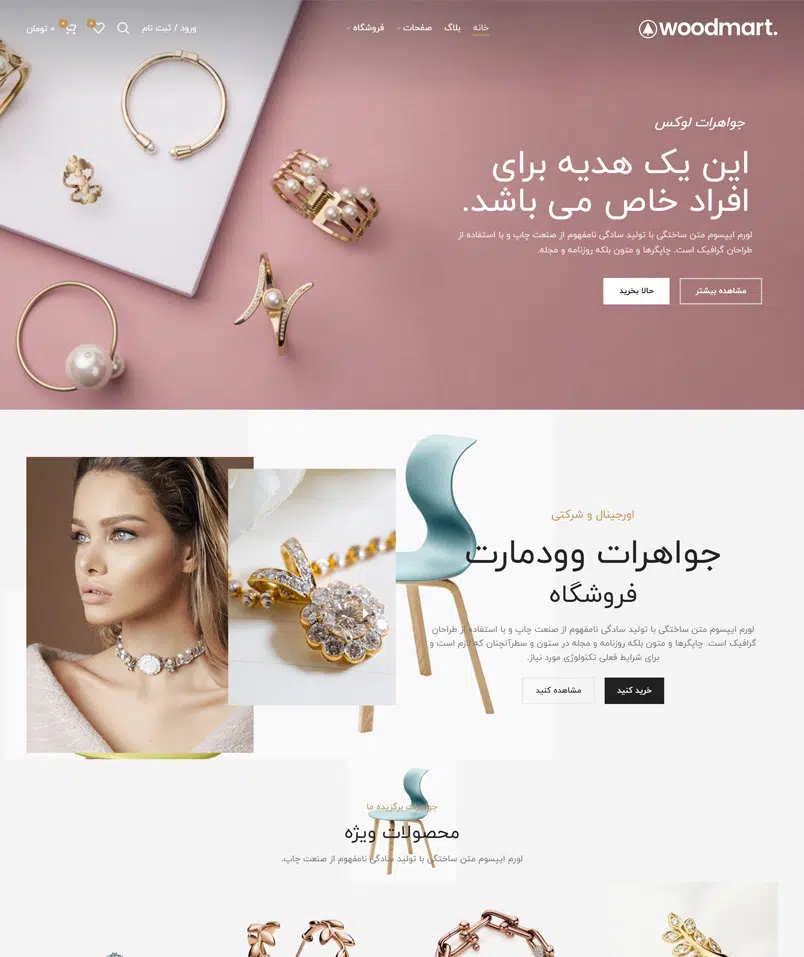 woodmart.
خانه
بلاگ
صفحات
فروشگاه
ورود / ثبت نام
0
0
۰ تومان
جواهرات لوکس
این یک هدیه برای
افراد خاص می باشد.
لورم ایپسوم متن ساختگی با تولید سادگی نامفهوم از صنعت چاپ و با استفاده از
طراحان گرافیک است. چاپگرها و متون بلکه روزنامه و مجله.
مشاهده بیشتر
حالا بخرید
اورجینال و شرکتی
جواهرات وودمارت
فروشگاه
لورم ایپسوم متن ساختگی با تولید سادگی نامفهوم از صنعت چاپ و با استفاده از طراحان
گرافیک است. چاپگرها و متون بلکه روزنامه و مجله در ستون و سطرآنچنان که لازم است و
برای شرایط فعلی تکنولوژی مورد نیاز.
خرید کنید
مشاهده کنید
جواهرات برگزیده ما
محصولات ویژه
لورم ایپسوم متن ساختگی با تولید سادگی نامفهوم از صنعت چاپ.